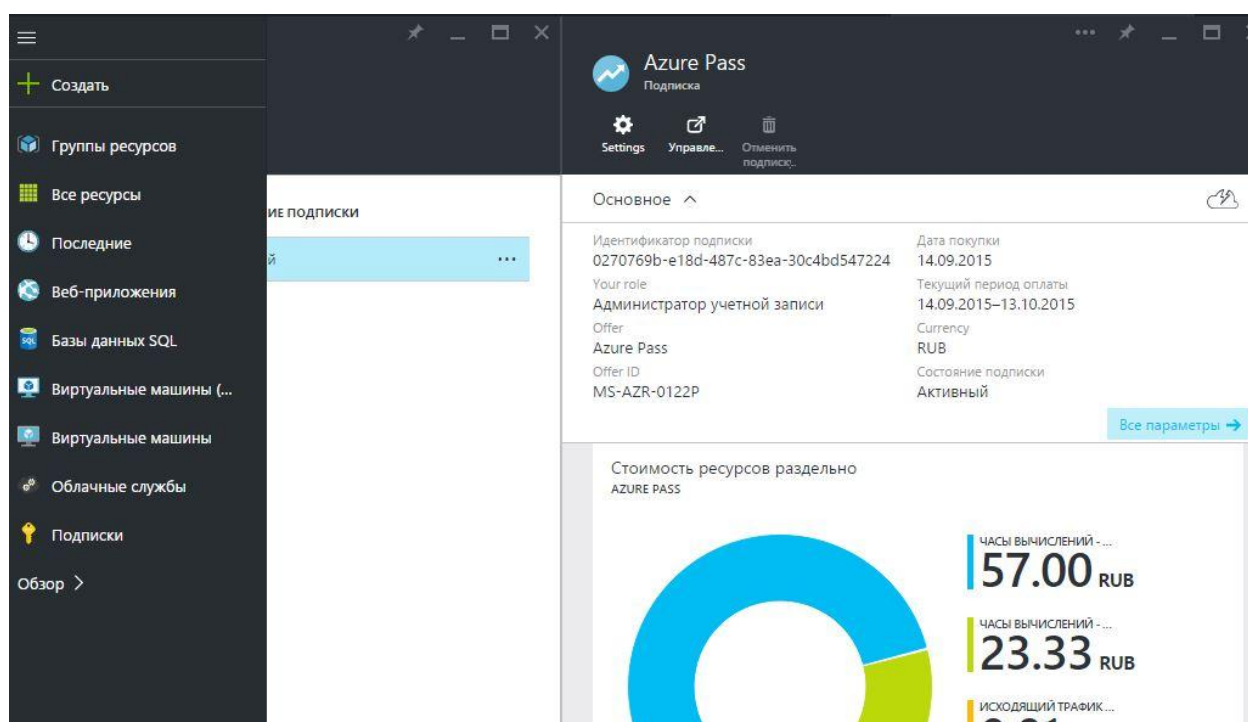 Создать
Группы ресурсов
Все ресурсы
Последние
Веб-приложения
Базы данных SQL
Виртуальные машины (...
Виртуальные машины
Облачные службы
Подписки
Обзор
ИЕ ПОДПИСКИ
й
Azure Pass
Подписка
Settings
Управле...
Отменить
подписк...
Основное
Идентификатор подписки
0270769b-e18d-487c-83ea-30c4bd547224
Your role
Администратор учетной записи
Offer
Azure Pass
Offer ID
MS-AZR-0122P
Дата покупки
14.09.2015
Текущий период оплаты
14.09.2015–13.10.2015
Currency
RUB
Состояние подписки
Активный
Все параметры
Стоимость ресурсов раздельно
AZURE PASS
ЧАСЫ ВЫЧИСЛЕНИЙ -...
57.00 RUB
ЧАСЫ ВЫЧИСЛЕНИЙ -...
23.33 RUB
ИСХОДЯЩИЙ ТРАФИК...